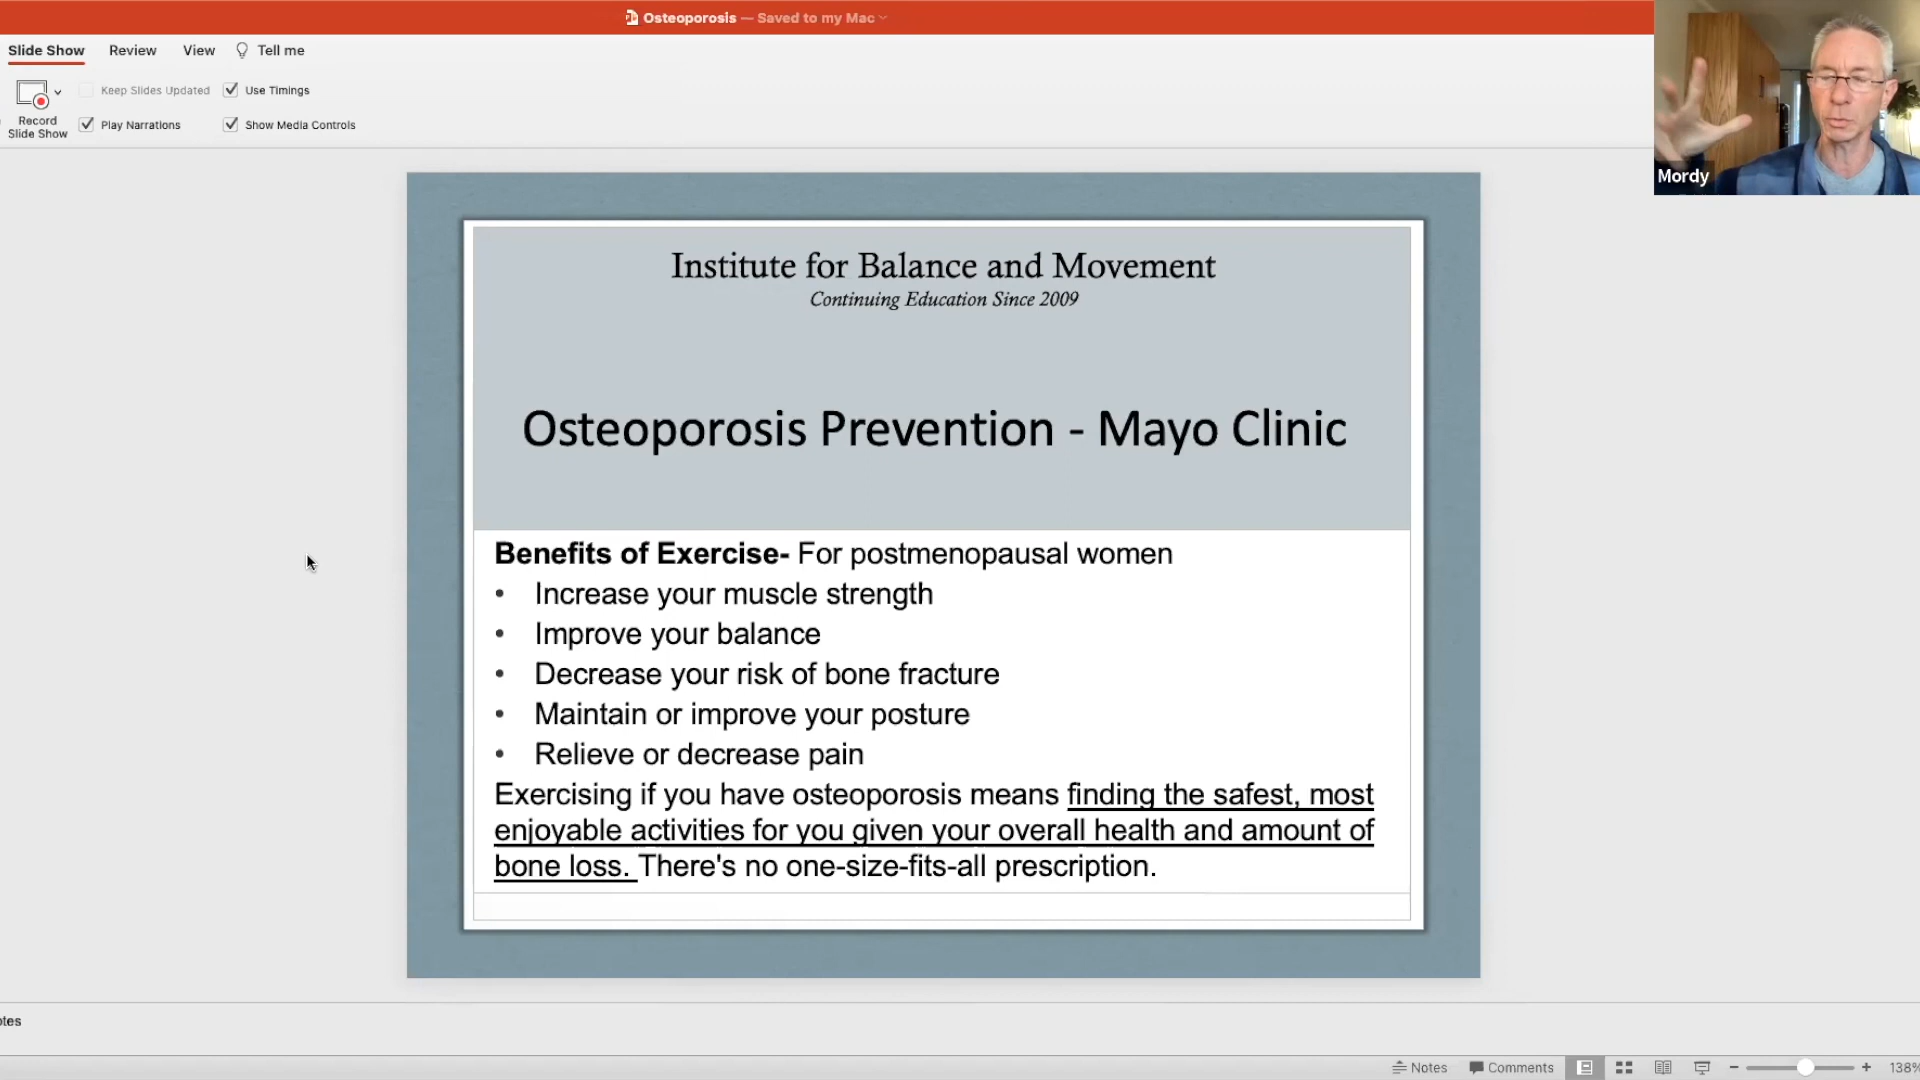 Osteoporosis — Saved to my Mac
Slide Show Review View Tell me
Keep Slides Updated Use Timings
Record
Slide Show
Play Narrations Show Media Controls
Mordy
Institute for Balance and Movement
Continuing Education Since 2009
Osteoporosis Prevention - Mayo Clinic
Benefits of Exercise- For postmenopausal women
• Increase your muscle strength
• Improve your balance
• Decrease your risk of bone fracture
• Maintain or improve your posture
• Relieve or decrease pain
Exercising if you have osteoporosis means finding the safest, most
enjoyable activities for you given your overall health and amount of
bone loss. There's no one-size-fits-all prescription.
otes
Notes Comments 138%